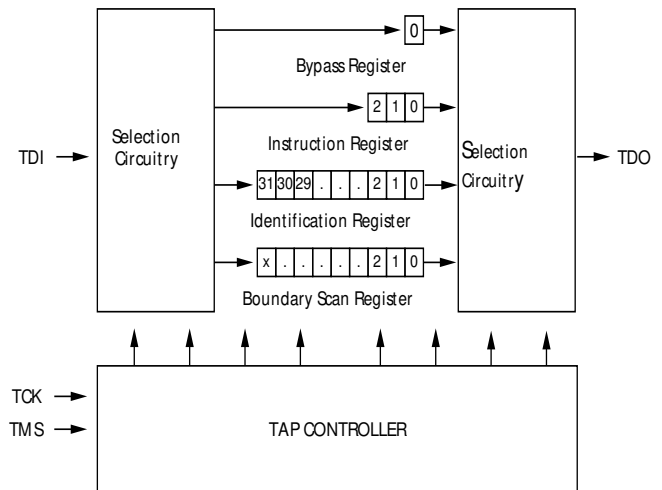 0
Bypass Register
2 1 0
Selection
Circuitry
Instruction Register
Selection
Circuitry
TDI
TDO
31 30 29 . . . 2 1 0
Identification Register
x . . . . . 2 1 0
Boundary Scan Register
TCK
TMS
TAP CONTROLLER